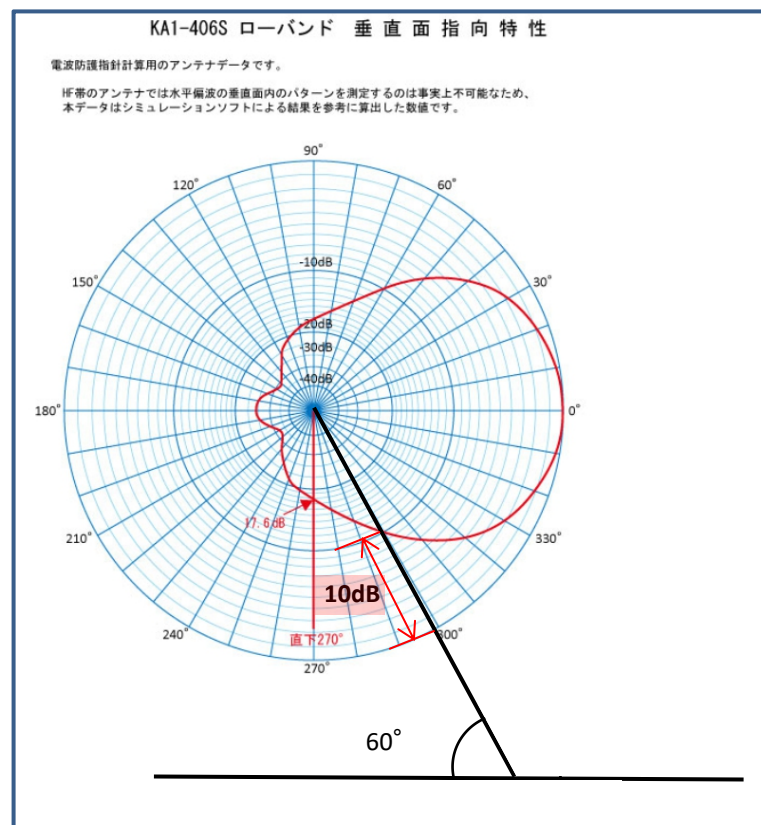 KA1-406S ローバンド 垂 直 面 指 向 特 性
電波防護指針計算用のアンテナデータです。
HF帯のアンテナでは水平偏波の垂直面内のパターンを測定するのは事実上不可能なため、
本データはシミュレーションソフトによる結果を参考に算出した数値です。
90°
120°
60°
-10dB
150°
30°
-20dB
-30dB
-40dB
180°
0°
17.6dB
210°
330°
10dB
240°
直下270°
300°
270°
60°